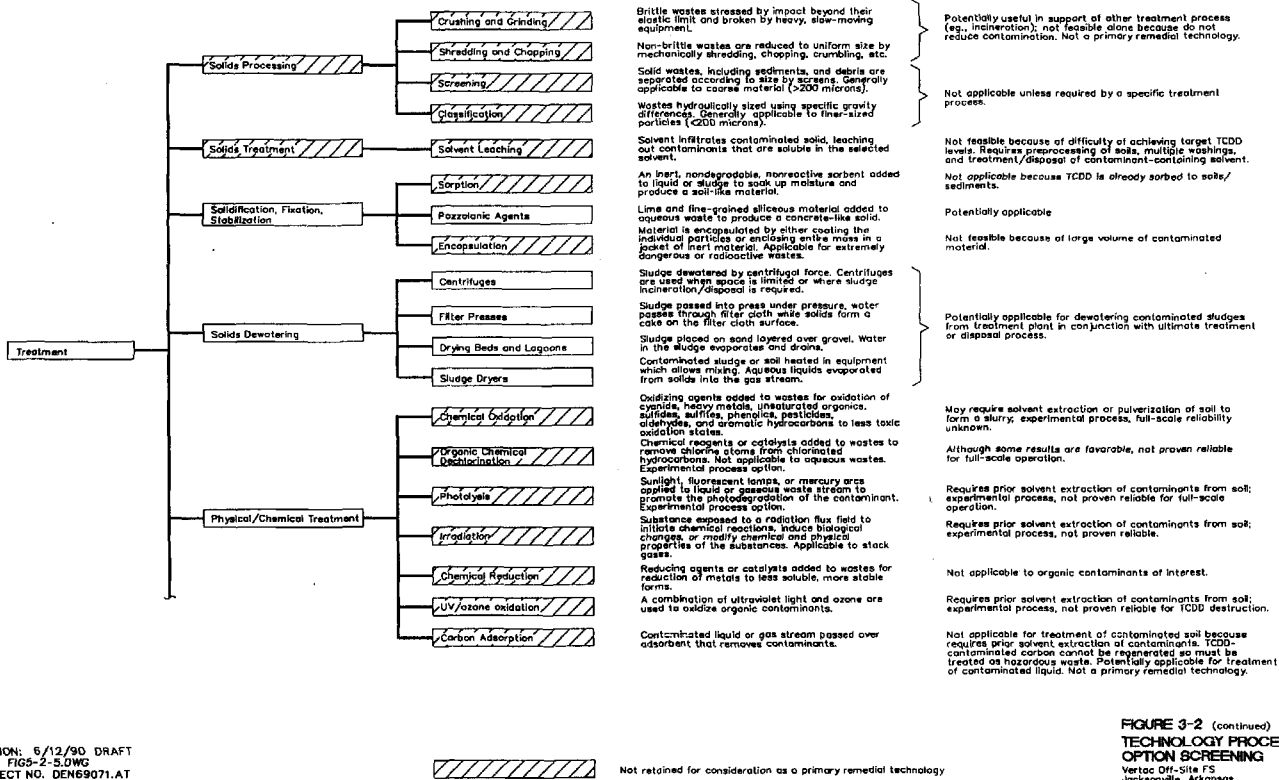 Treatment
Solids Processing
Crushing and Grinding
Brittle wastes stressed by impact beyond their
elastic limit and broken by heavy, slow-moving
equipment.
Potentially useful in support of other treatment process
(eg., incineration); not feasible alone because do not
reduce contamination. Not a primary remedial technology.
Shredding and Chopping
Non-brittle wastes are reduced to uniform size by
mechanically shredding, chopping, crumbling, etc.
Screening
Solid wastes, including sediments, and debris are
separated according to size by screens. Generally
applicable to coarse material (>200 microns).
Not applicable unless required by a specific treatment
process.
Classification
Wastes hydraulically sized using specific gravity
differences. Generally applicable to finer-sized
particles (<200 microns).
Solids Treatment
Solvent Leaching
Solvent infiltrates contaminated solid, leaching
out contaminants that are soluble in the selected
solvent.
Not feasible because of difficulty of achieving target TCDD
levels. Requires preprocessing of soils, multiple washings,
and treatment/disposal of contaminant-containing solvent.
Solidification, Fixation,
Stabilization
Sorption
An inert, nondegradable, nonreactive sorbent added
to liquid or sludge to soak up moisture and
produce a soil-like material.
Not applicable because TCDD is already sorbed to soils/
sediments.
Pozzolanic Agents
Lime and fine-grained siliceous material added to
aqueous waste to produce a concrete-like solid.
Potentially applicable
Encapsulation
Material is encapsulated by either coating the
individual particles or enclosing entire mass in a
jacket of inert material. Applicable for extremely
dangerous or radioactive wastes.
Not feasible because of large volume of contaminated
material.
Solids Dewatering
Centrifuges
Sludge dewatered by centrifugal force. Centrifuges
are used when space is limited or where sludge
incineration/disposal is required.
Filter Presses
Sludge passed into press under pressure, water
passes through filter cloth while solids form a
cake on the filter cloth surface.
Potentially applicable for dewatering contaminated sludges
from treatment plant in conjunction with ultimate treatment
or disposal process.
Drying Beds and Lagoons
Sludge placed on sand layered over gravel. Water
in the sludge evaporates and drains.
Sludge Dryers
Contaminated sludge or soil heated in equipment
which allows mixing. Aqueous liquids evaporated
from solids into the gas stream.
Physical/Chemical Treatment
Chemical Oxidation
Oxidizing agents added to wastes for oxidation of
cyanide, heavy metals, unsaturated organics,
sulfides, sulfites, phenolics, pesticides,
aldehydes, and aromatic hydrocarbons to less toxic
oxidation states.
May require solvent extraction or pulverization of soil to
form a slurry; experimental process, full-scale reliability
unknown.
Organic Chemical
Dechlorination
Chemical reagents or catalysts added to wastes to
remove chlorine atoms from chlorinated
hydrocarbons. Not applicable to aqueous wastes.
Experimental process option.
Although some results are favorable, not proven reliable
for full-scale operation.
Photolysis
Sunlight, fluorescent lamps, or mercury arcs
applied to liquid or gaseous waste stream to
promote the photodegradation of the contaminant.
Experimental process option.
Requires prior solvent extraction of contaminants from soil;
experimental process, not proven reliable for full-scale
operation.
Irradiation
Substance exposed to a radiation flux field to
initiate chemical reactions, induce biological
changes, or modify chemical and physical
properties of the substances. Applicable to stack
gases.
Requires prior solvent extraction of contaminants from soil;
experimental process, not proven reliable.
Chemical Reduction
Reducing agents or catalysts added to wastes for
reduction of metals to less soluble, more stable
forms.
Not applicable to organic contaminants of interest.
UV/ozone oxidation
A combination of ultraviolet light and ozone are
used to oxidize organic contaminants.
Requires prior solvent extraction of contaminants from soil;
experimental process, not proven reliable for TCDD destruction.
Carbon Adsorption
Contaminated liquid or gas stream passed over
adsorbent that removes contaminants.
Not applicable for treatment of contaminated soil because
requires prior solvent extraction of contaminants. TCDD-
contaminated carbon cannot be regenerated so must be
treated as hazardous waste. Potentially applicable for treatment
of contaminated liquid. Not a primary remedial technology.
ION: 6/12/90 DRAFT
FIG5-2-5.DWG
ECT NO. DEN69071.AT
Not retained for consideration as a primary remedial technology
FIGURE 3-2 (continued)
TECHNOLOGY PROCE
OPTION SCREENING
Vertac Off-Site FS
Jacksonville, Arkansas